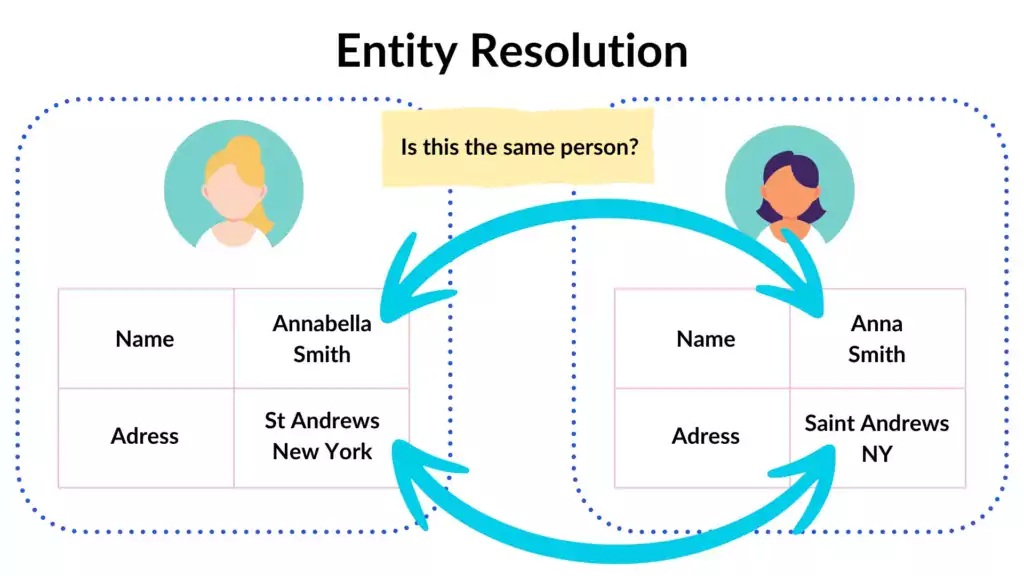 Entity Resolution
Is this the same person?
Name
Annabella
Smith
Adress
St Andrews
New York
Name
Anna
Smith
Adress
Saint Andrews
NY